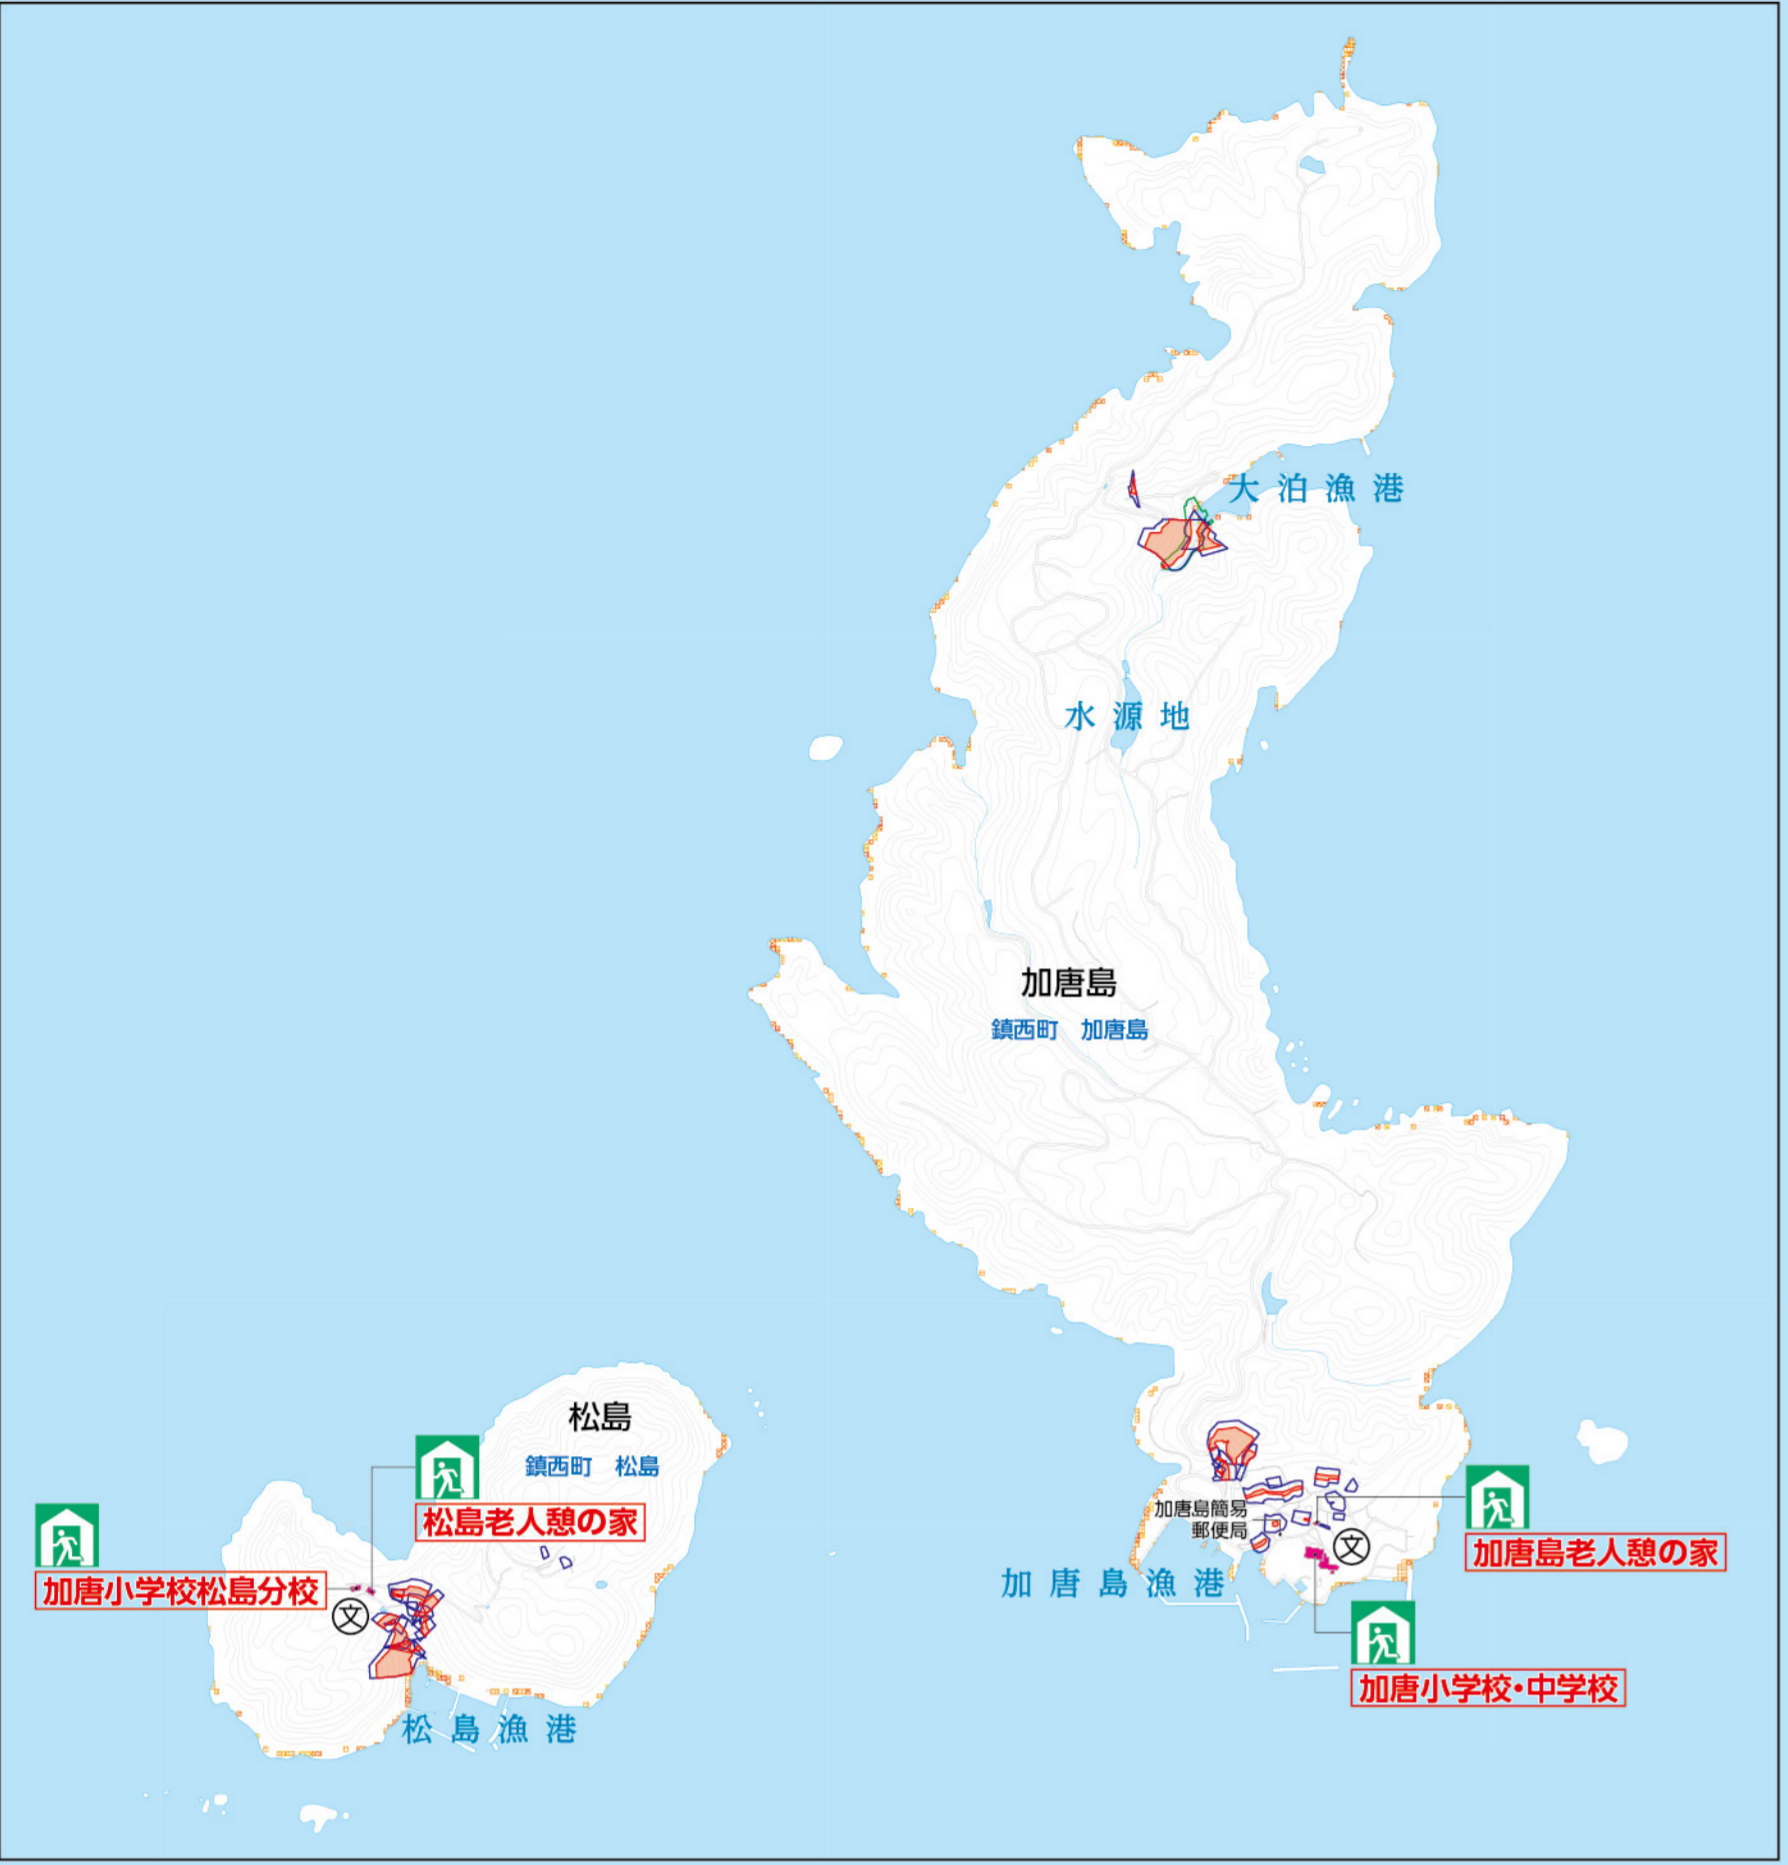 大泊漁港
水源地
加唐島
鎮西町 加唐島
松島
鎮西町 松島
松島老人憩の家
加唐小学校松島分校
文
松島漁港
加唐島簡易
郵便局
加唐島漁港
文
加唐島老人憩の家
加唐小学校・中学校